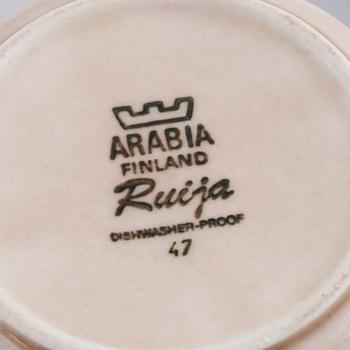 ARABIA
FINLAND
Ruija
DISHWASHER-PROOF
47